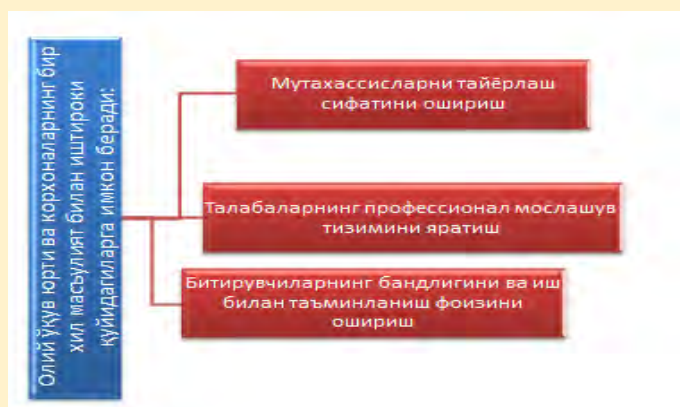 Олий ўқув юрти ва корхоналарнинг бир
хил масъулият билан иштироки
қуйидагиларга имкон беради:
Мутахассисларни тайёрлаш
сифатини ошириш
Талабаларнинг профессионал мослашув
тизимини яратиш
Битирувчиларнинг бандлигини ва иш
билан таъминланиш фоизини
ошириш